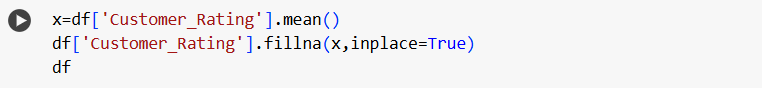 x=df['Customer_Rating'].mean()
df['Customer_Rating'].fillna(x,inplace=True)
df